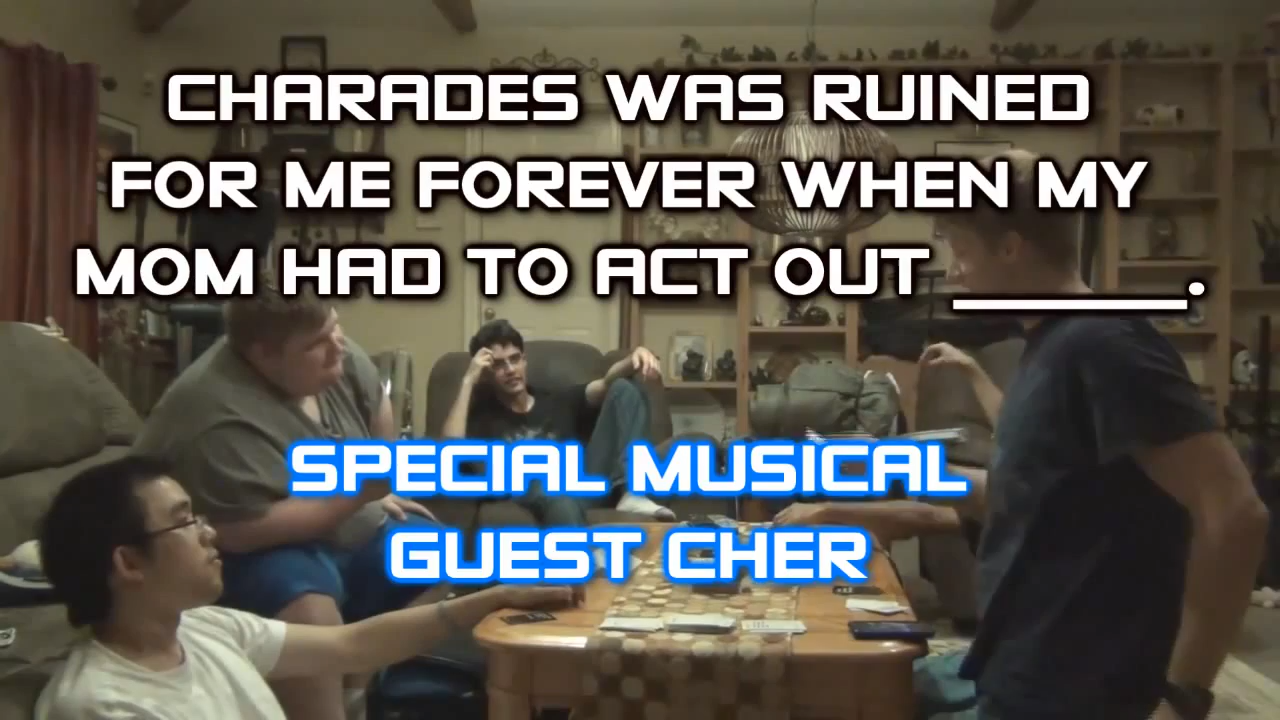 CHARADES WAS RUINED
FOR ME FOREVER WHEN MY
MOM HAD TO ACT OUT ______.
SPECIAL MUSICAL
GUEST CHER